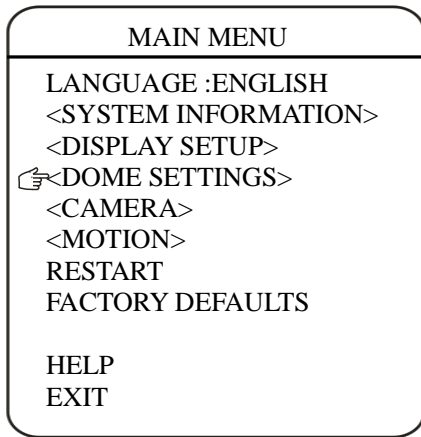 MAIN MENU
LANGUAGE :ENGLISH
<SYSTEM INFORMATION>
<DISPLAY SETUP>
<DOME SETTINGS>
<CAMERA>
<MOTION>
RESTART
FACTORY DEFAULTS
HELP
EXIT